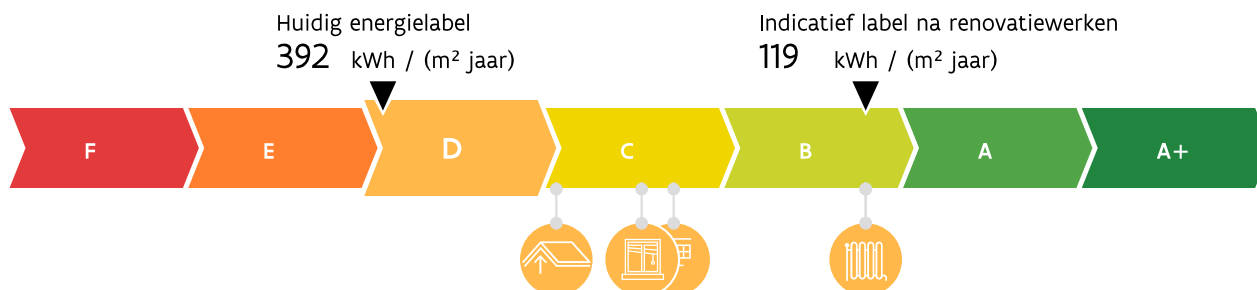 Huidig energielabel
392 kWh / (m² jaar)
Indicatief label na renovatiewerken
119 kWh / (m² jaar)
F E D C B A A+